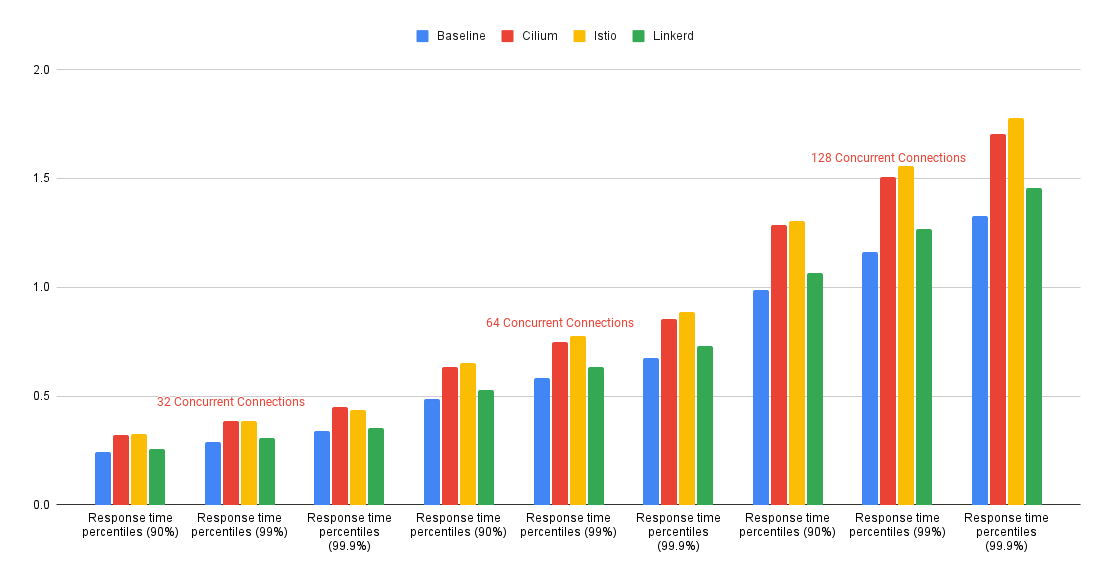 Baseline Cilium Istio Linkerd
2.0
1.5
1.0
0.5
0.0
128 Concurrent Connections
64 Concurrent Connections
32 Concurrent Connections
Response time
percentiles (90%)
Response time
percentiles (99%)
Response time
percentiles
(99.9%)
Response time
percentiles (90%)
Response time
percentiles (99%)
Response time
percentiles
(99.9%)
Response time
percentiles (90%)
Response time
percentiles (99%)
Response time
percentiles
(99.9%)